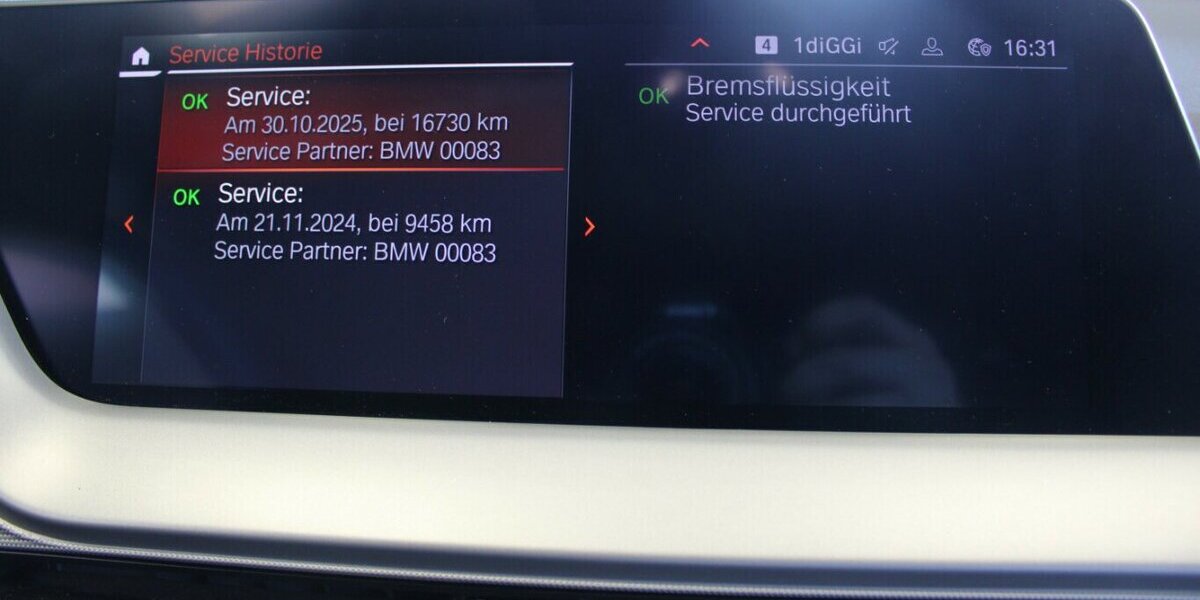 Service Historie
4 1diGGi 16:31
OK Service:
Am 30.10.2025, bei 16730 km
Service Partner: BMW 00083
OK Service:
Am 21.11.2024, bei 9458 km
Service Partner: BMW 00083
OK Bremsflüssigkeit
Service durchgeführt